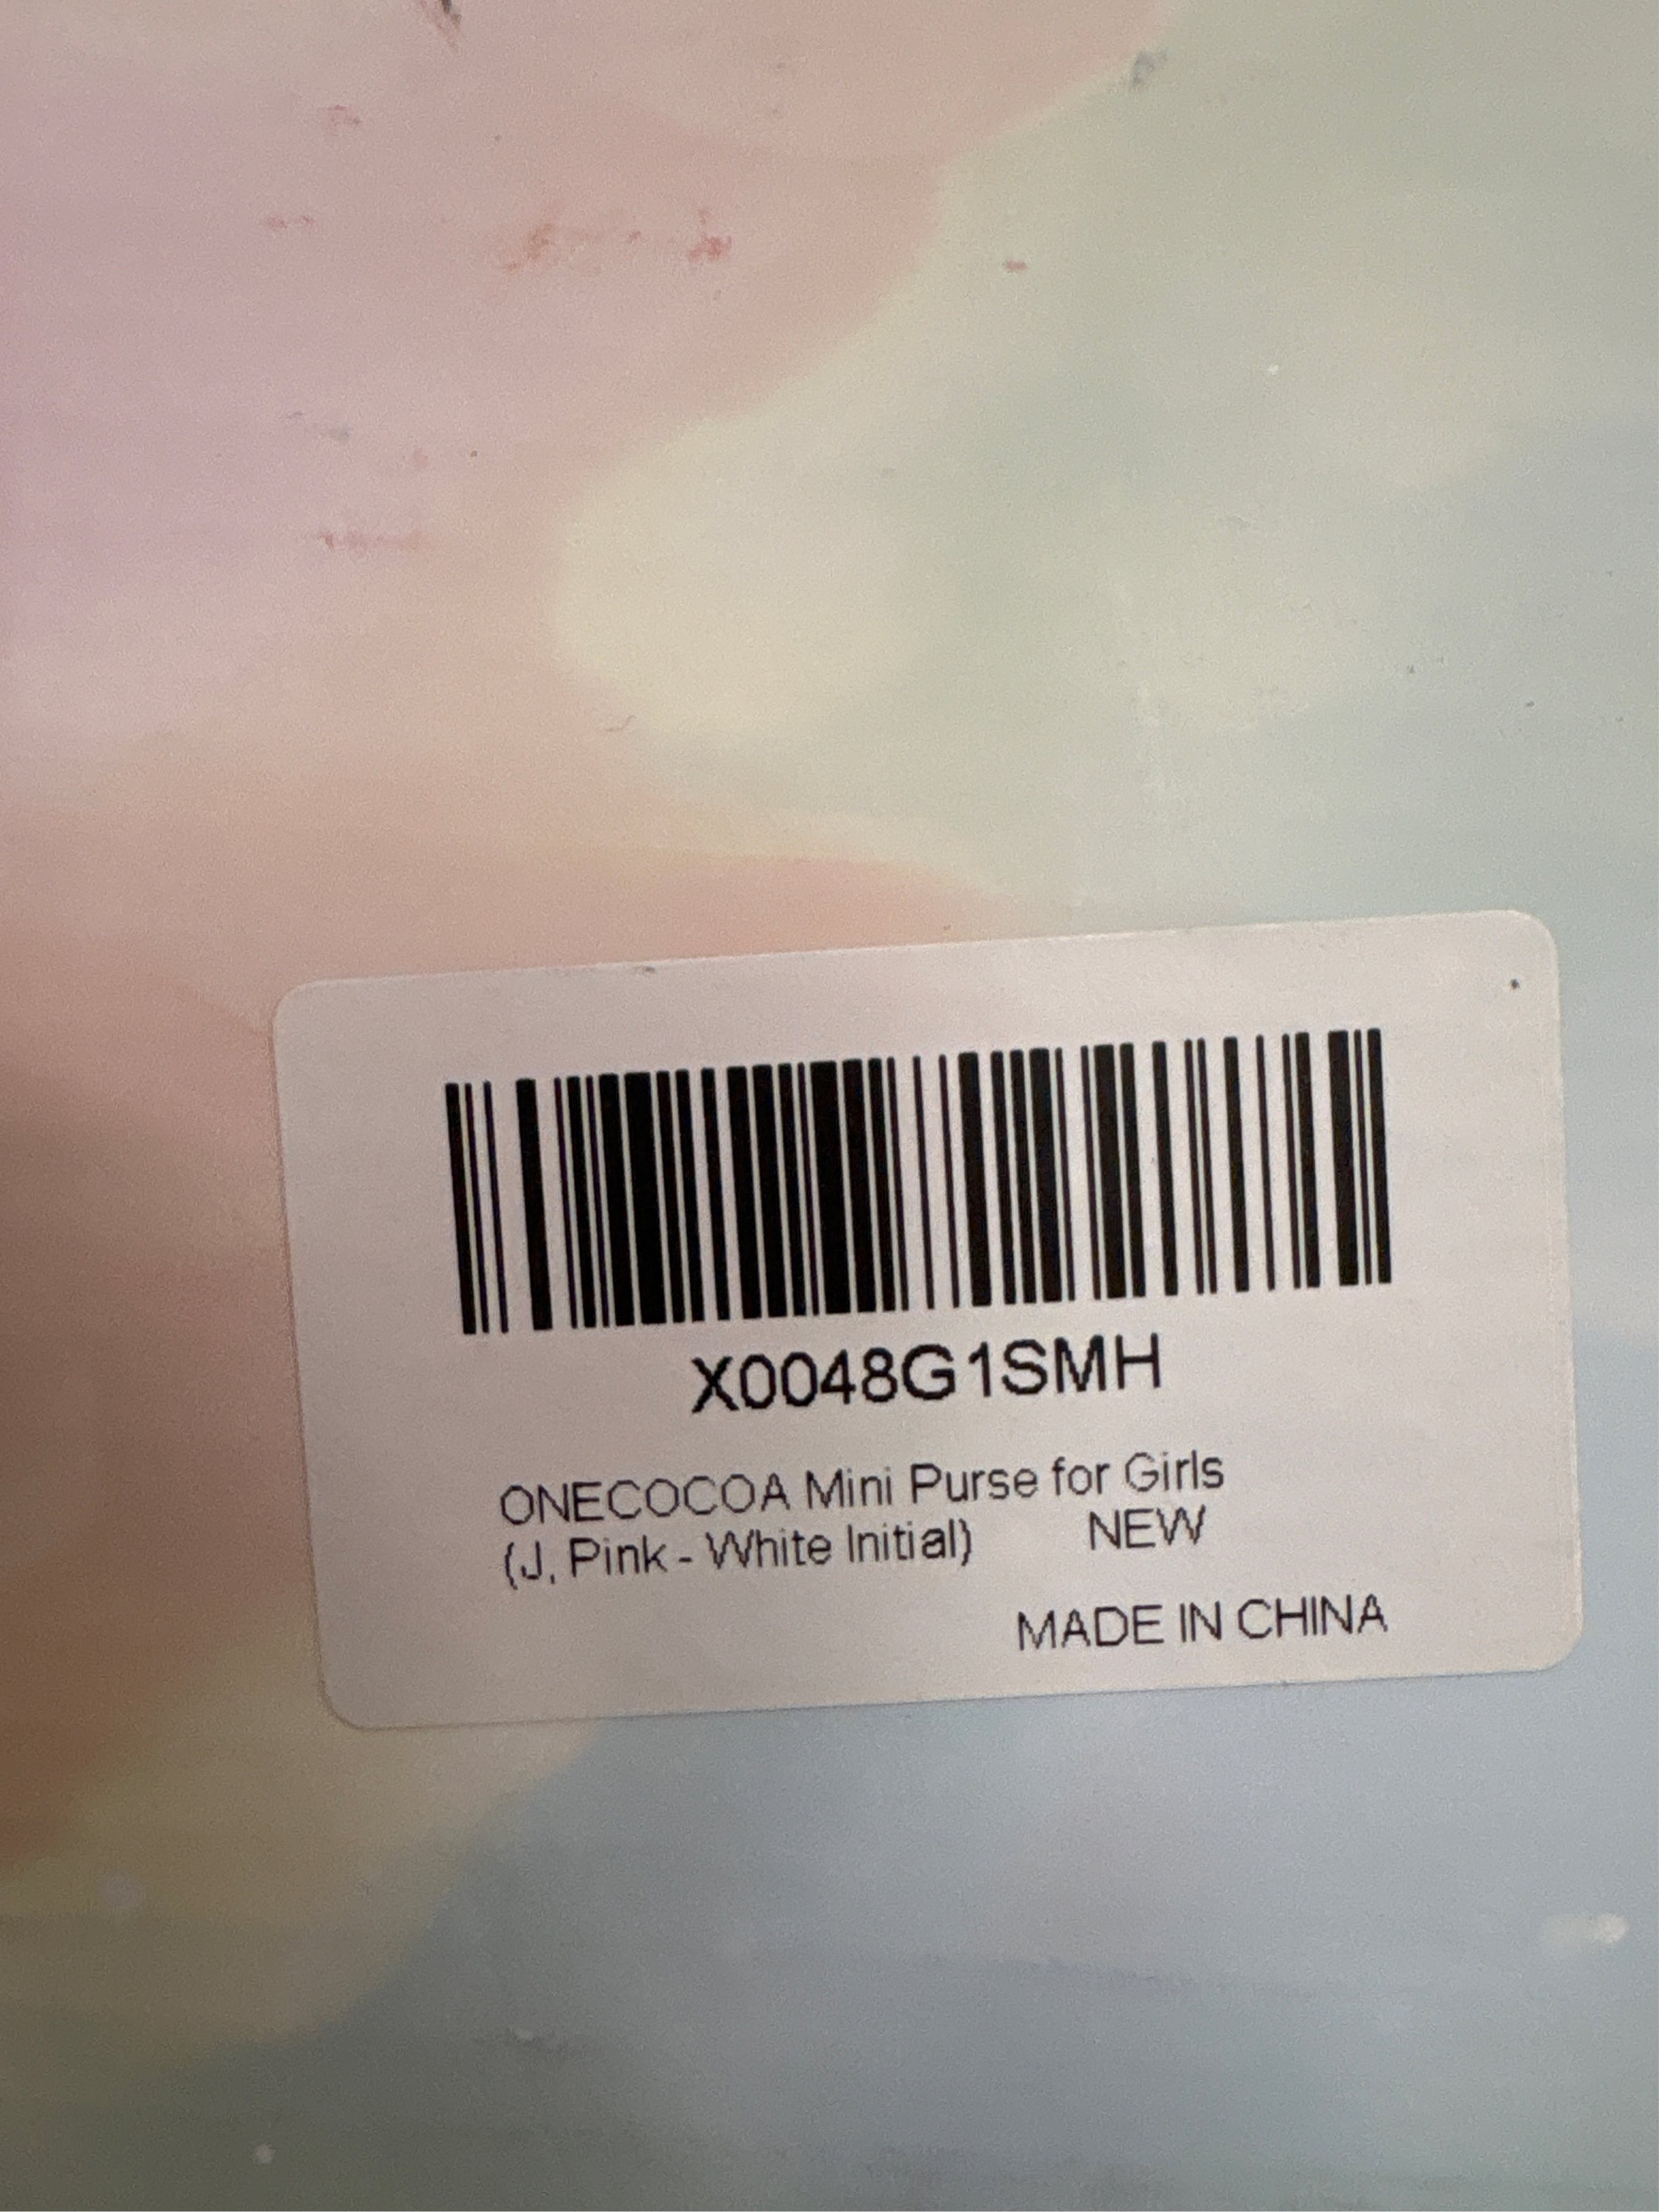 X0048G1SMH
ONECOCOA Mini Purse for Girls
(J, Pink - White Initial) NEW
MADE IN CHINA